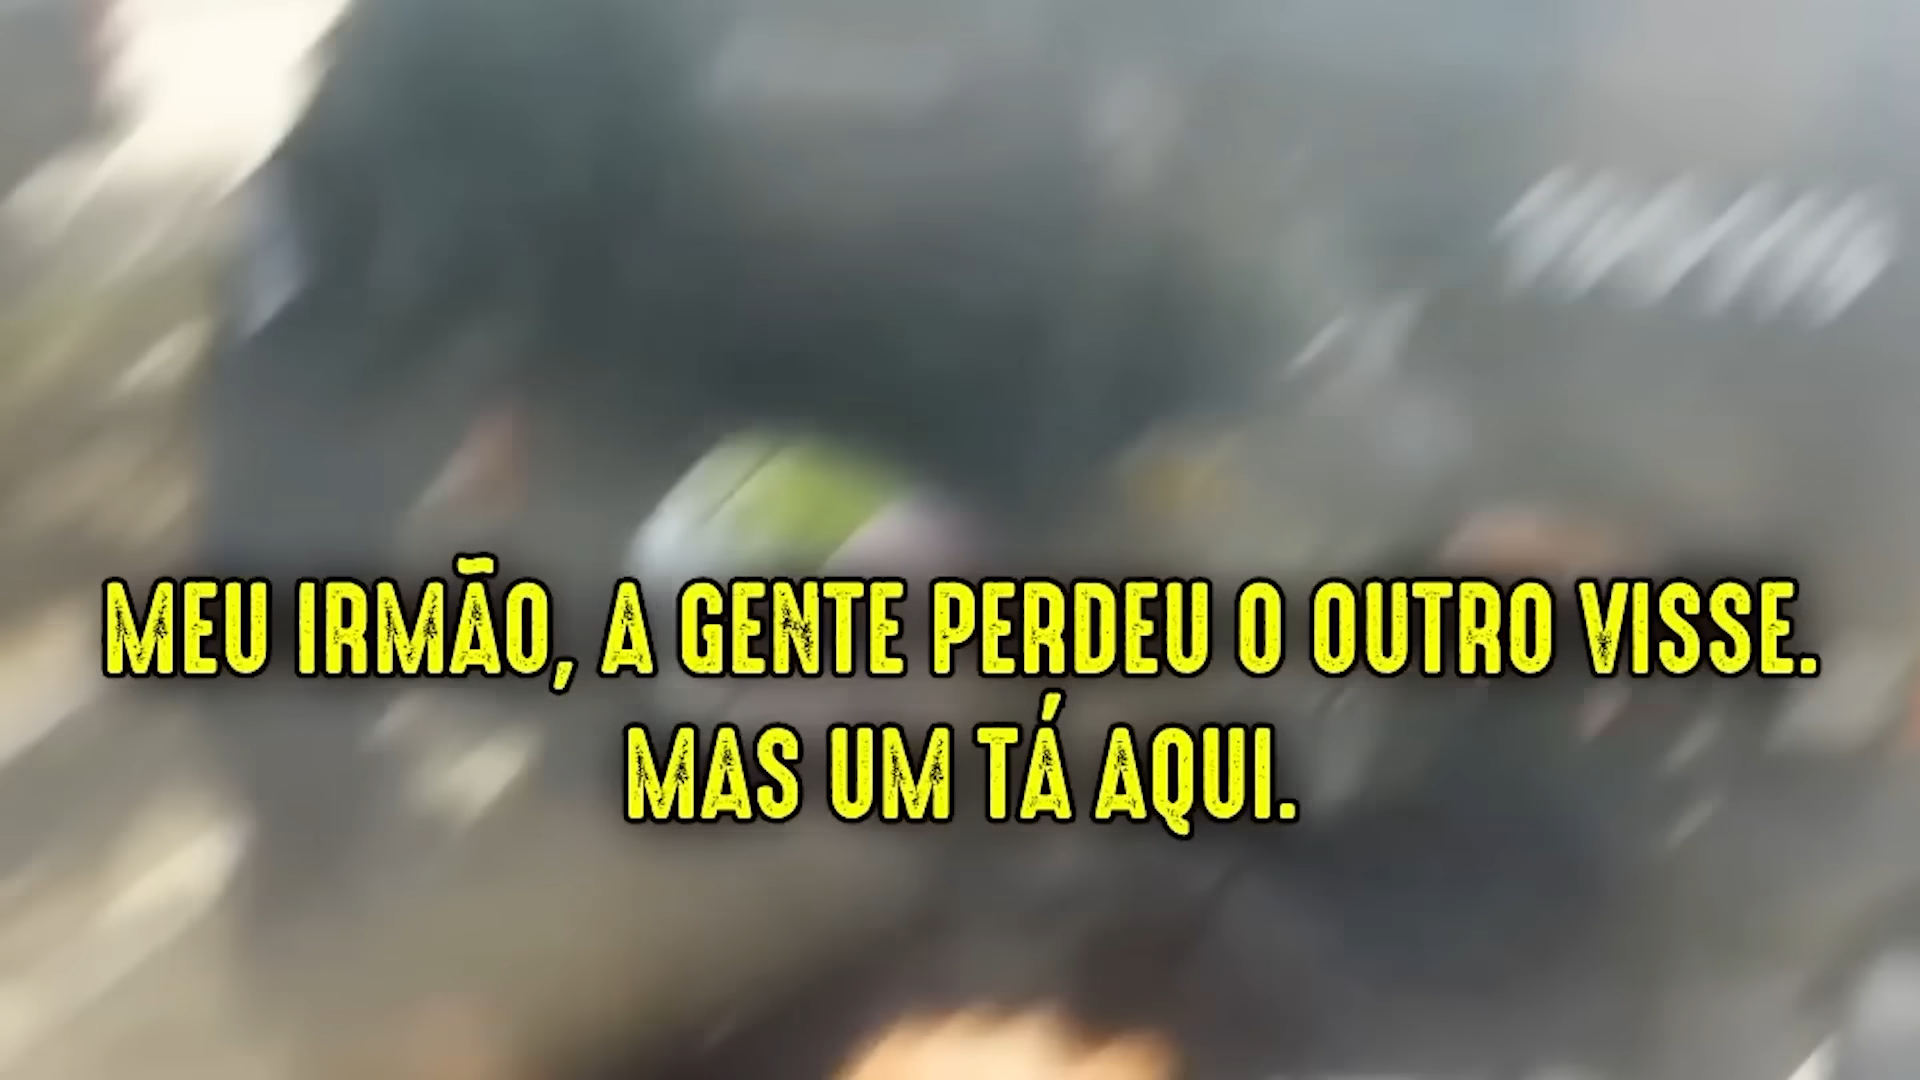 MEU IRMÃO, A GENTE PERDEU O OUTRO VISSE.
MAS UM TÁ AQUI.